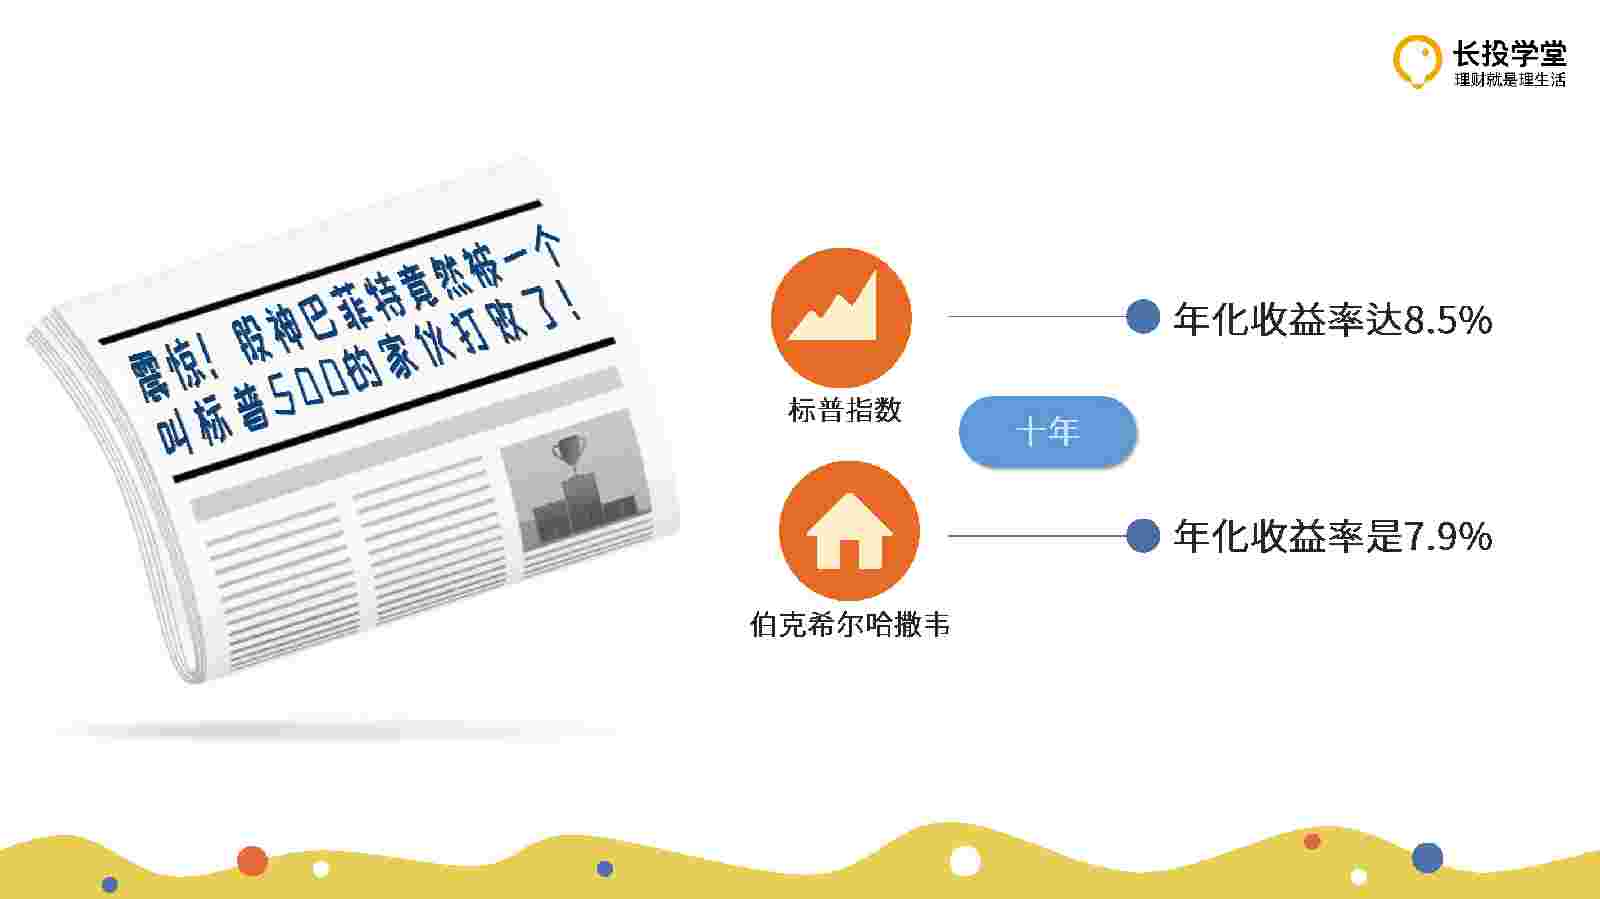 长投学堂
理财就是理生活
震惊！股神巴菲特竟然被一个
叫标普500的家伙打败了！
标普指数
年化收益率达8.5%
十年
伯克希尔哈撒韦
年化收益率是7.9%